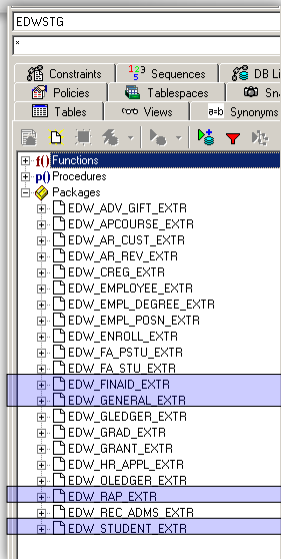 EDWSTG
*
Constraints 123 Sequences DB Li
Policies Tablespaces Sn
Tables Views a=b Synonyms
f() Functions
p() Procedures
Packages
EDW_ADV_GIFT_EXTR
EDW_APCOURSE_EXTR
EDW_AR_CUST_EXTR
EDW_AR_REV_EXTR
EDW_CREG_EXTR
EDW_EMPLOYEE_EXTR
EDW_EMPL_DEGREE_EXTR
EDW_EMPL_POSN_EXTR
EDW_ENROLL_EXTR
EDW_FA_PSTU_EXTR
EDW_FA_STU_EXTR
EDW_FINAID_EXTR
EDW_GENERAL_EXTR
EDW_GLEDGER_EXTR
EDW_GRAD_EXTR
EDW_GRANT_EXTR
EDW_HR_APPL_EXTR
EDW_OLEDGER_EXTR
EDW_RAP_EXTR
EDW_REC_ADMS_EXTR
EDW_STUDENT_EXTR